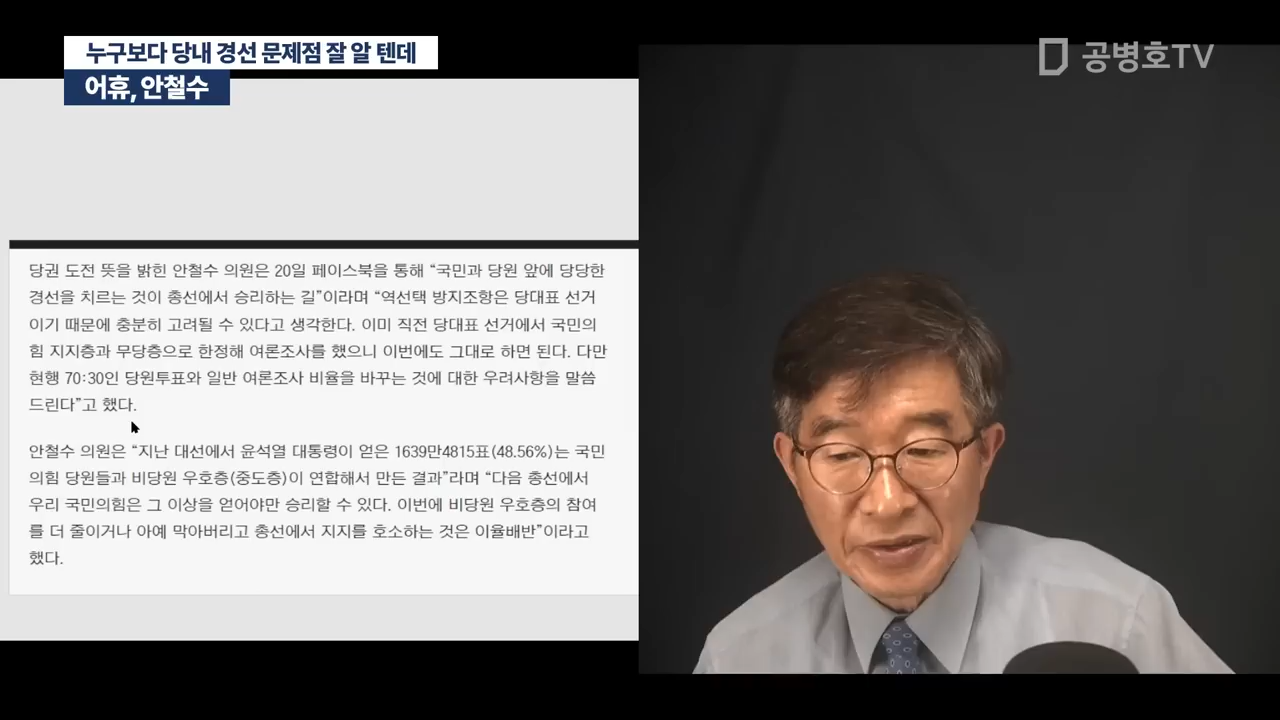 누구보다 당내 경선 문제점 잘 알 텐데
어휴, 안철수
공병호TV
당권 도전 뜻을 밝힌 안철수 의원은 20일 페이스북을 통해 “국민과 당원 앞에 당당한
경선을 치르는 것이 총선에서 승리하는 길”이라며 “역선택 방지조항은 당대표 선거
이기 때문에 충분히 고려될 수 있다고 생각한다. 이미 직전 당대표 선거에서 국민의
힘 지지층과 무당층으로 한정해 여론조사를 했으니 이번에도 그대로 하면 된다. 다만
현행 70:30인 당원투표와 일반 여론조사 비율을 바꾸는 것에 대한 우려사항을 말씀
드린다”고 했다.
안철수 의원은 “지난 대선에서 윤석열 대통령이 얻은 1639만4815표(48.56%)는 국민
의힘 당원들과 비당원 우호층(중도층)이 연합해서 만든 결과”라며 “다음 총선에서
우리 국민의힘은 그 이상을 얻어야만 승리할 수 있다. 이번에 비당원 우호층의 참여
를 더 줄이거나 아예 막아버리고 총선에서 지지를 호소하는 것은 이율배반”이라고
했다.